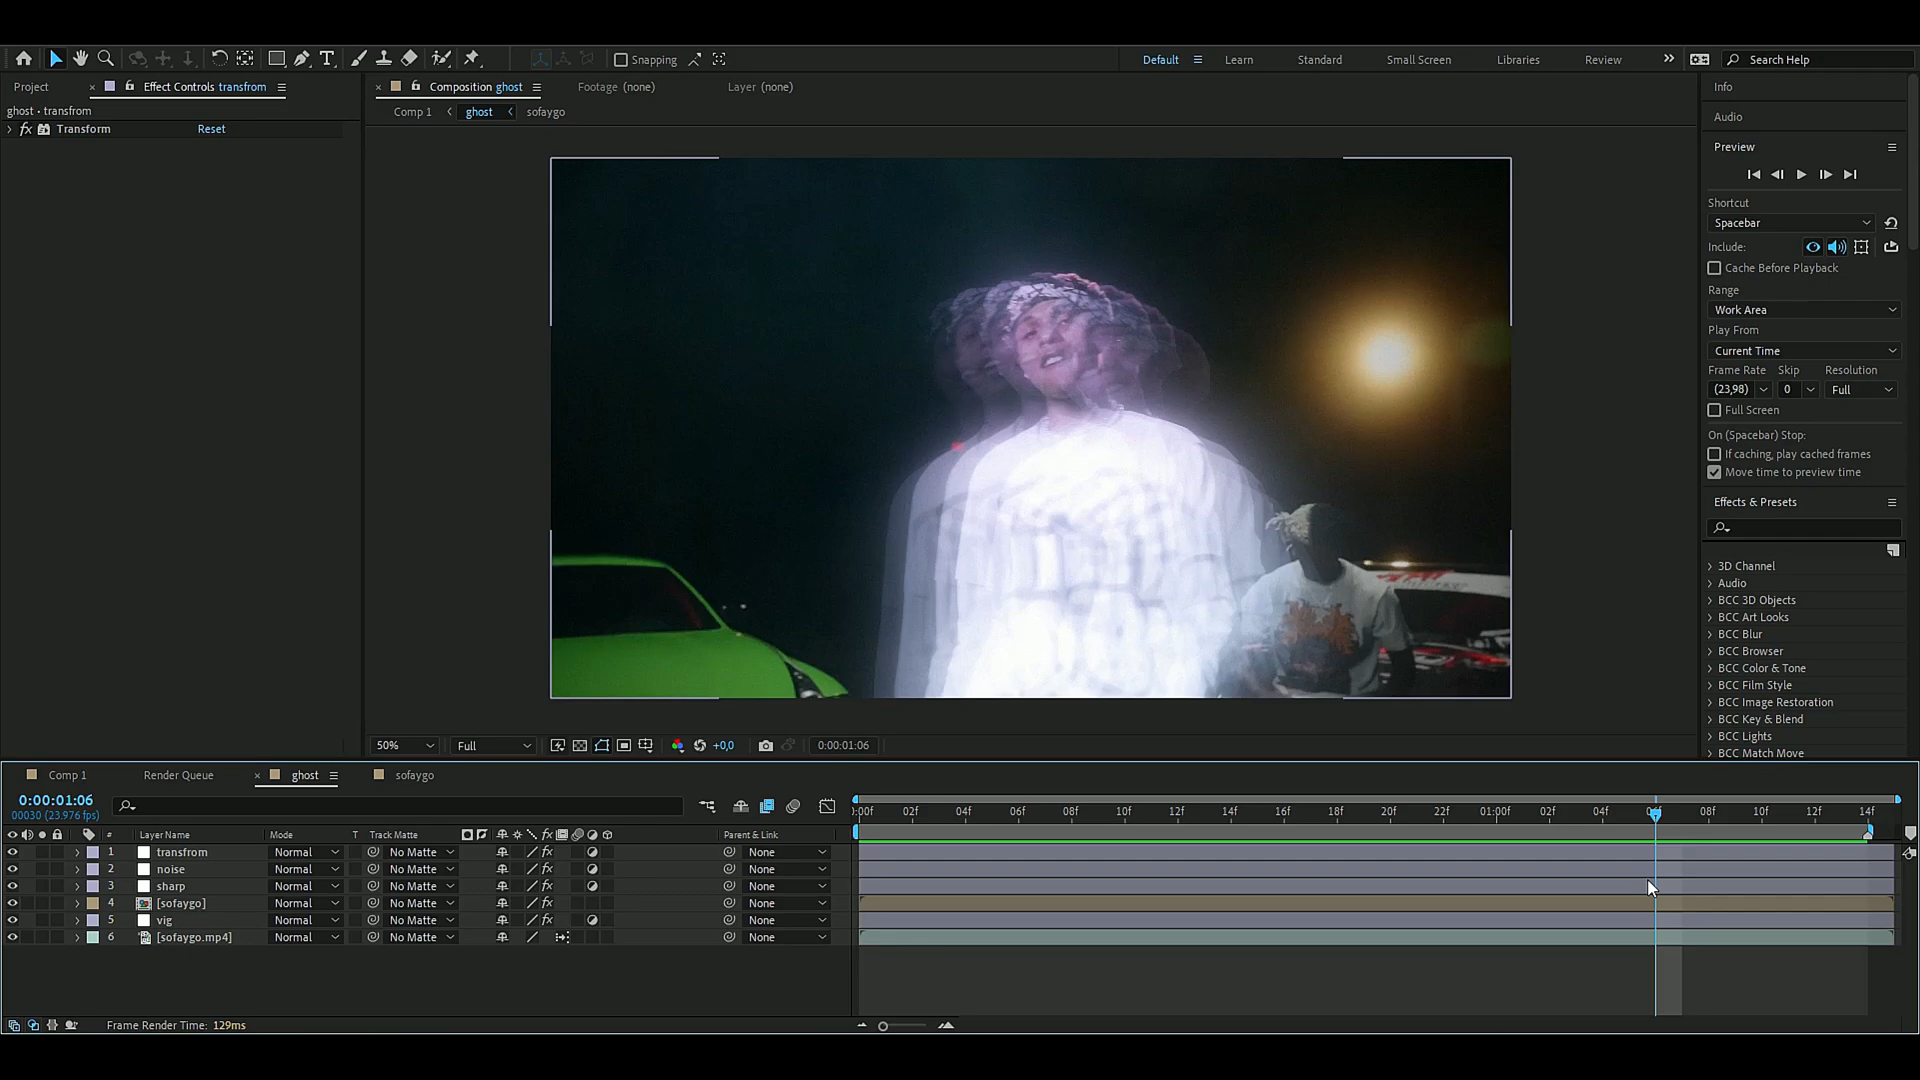 Snapping
Default
Learn
Standard
Small Screen
Libraries
Review
Search Help
Project
Effect Controls transfrom
Composition ghost
Footage (none)
Layer (none)
Info
ghost • transfrom
Comp 1
ghost
sofaygo
Audio
fx Transform
Reset
Preview
Shortcut
Spacebar
Include:
Cache Before Playback
Range
Work Area
Play From
Current Time
Frame Rate Skip Resolution
(23,98) 0 Full
Full Screen
On (Spacebar) Stop:
If caching, play cached frames
Move time to preview time
Effects & Presets
3D Channel
Audio
BCC 3D Objects
BCC Art Looks
BCC Blur
BCC Browser
BCC Color & Tone
BCC Film Style
BCC Image Restoration
BCC Key & Blend
BCC Lights
BCC Match Move
50%
Full
+0,0
0:00:01:06
Comp 1
Render Queue
ghost
sofaygo
0:00:01:06
00030 (23.976 fps)
:00f 02f 04f 06f 08f 10f 12f 14f 16f 18f 20f 22f 01:00f 02f 04f 06f 08f 10f 12f 14f
# Layer Name Mode T Track Matte fx Parent & Link
1 transfrom Normal No Matte fx None
2 noise Normal No Matte fx None
3 sharp Normal No Matte fx None
4 [sofaygo] Normal No Matte fx None
5 vig Normal No Matte fx None
6 [sofaygo.mp4] Normal No Matte None
Frame Render Time: 129ms